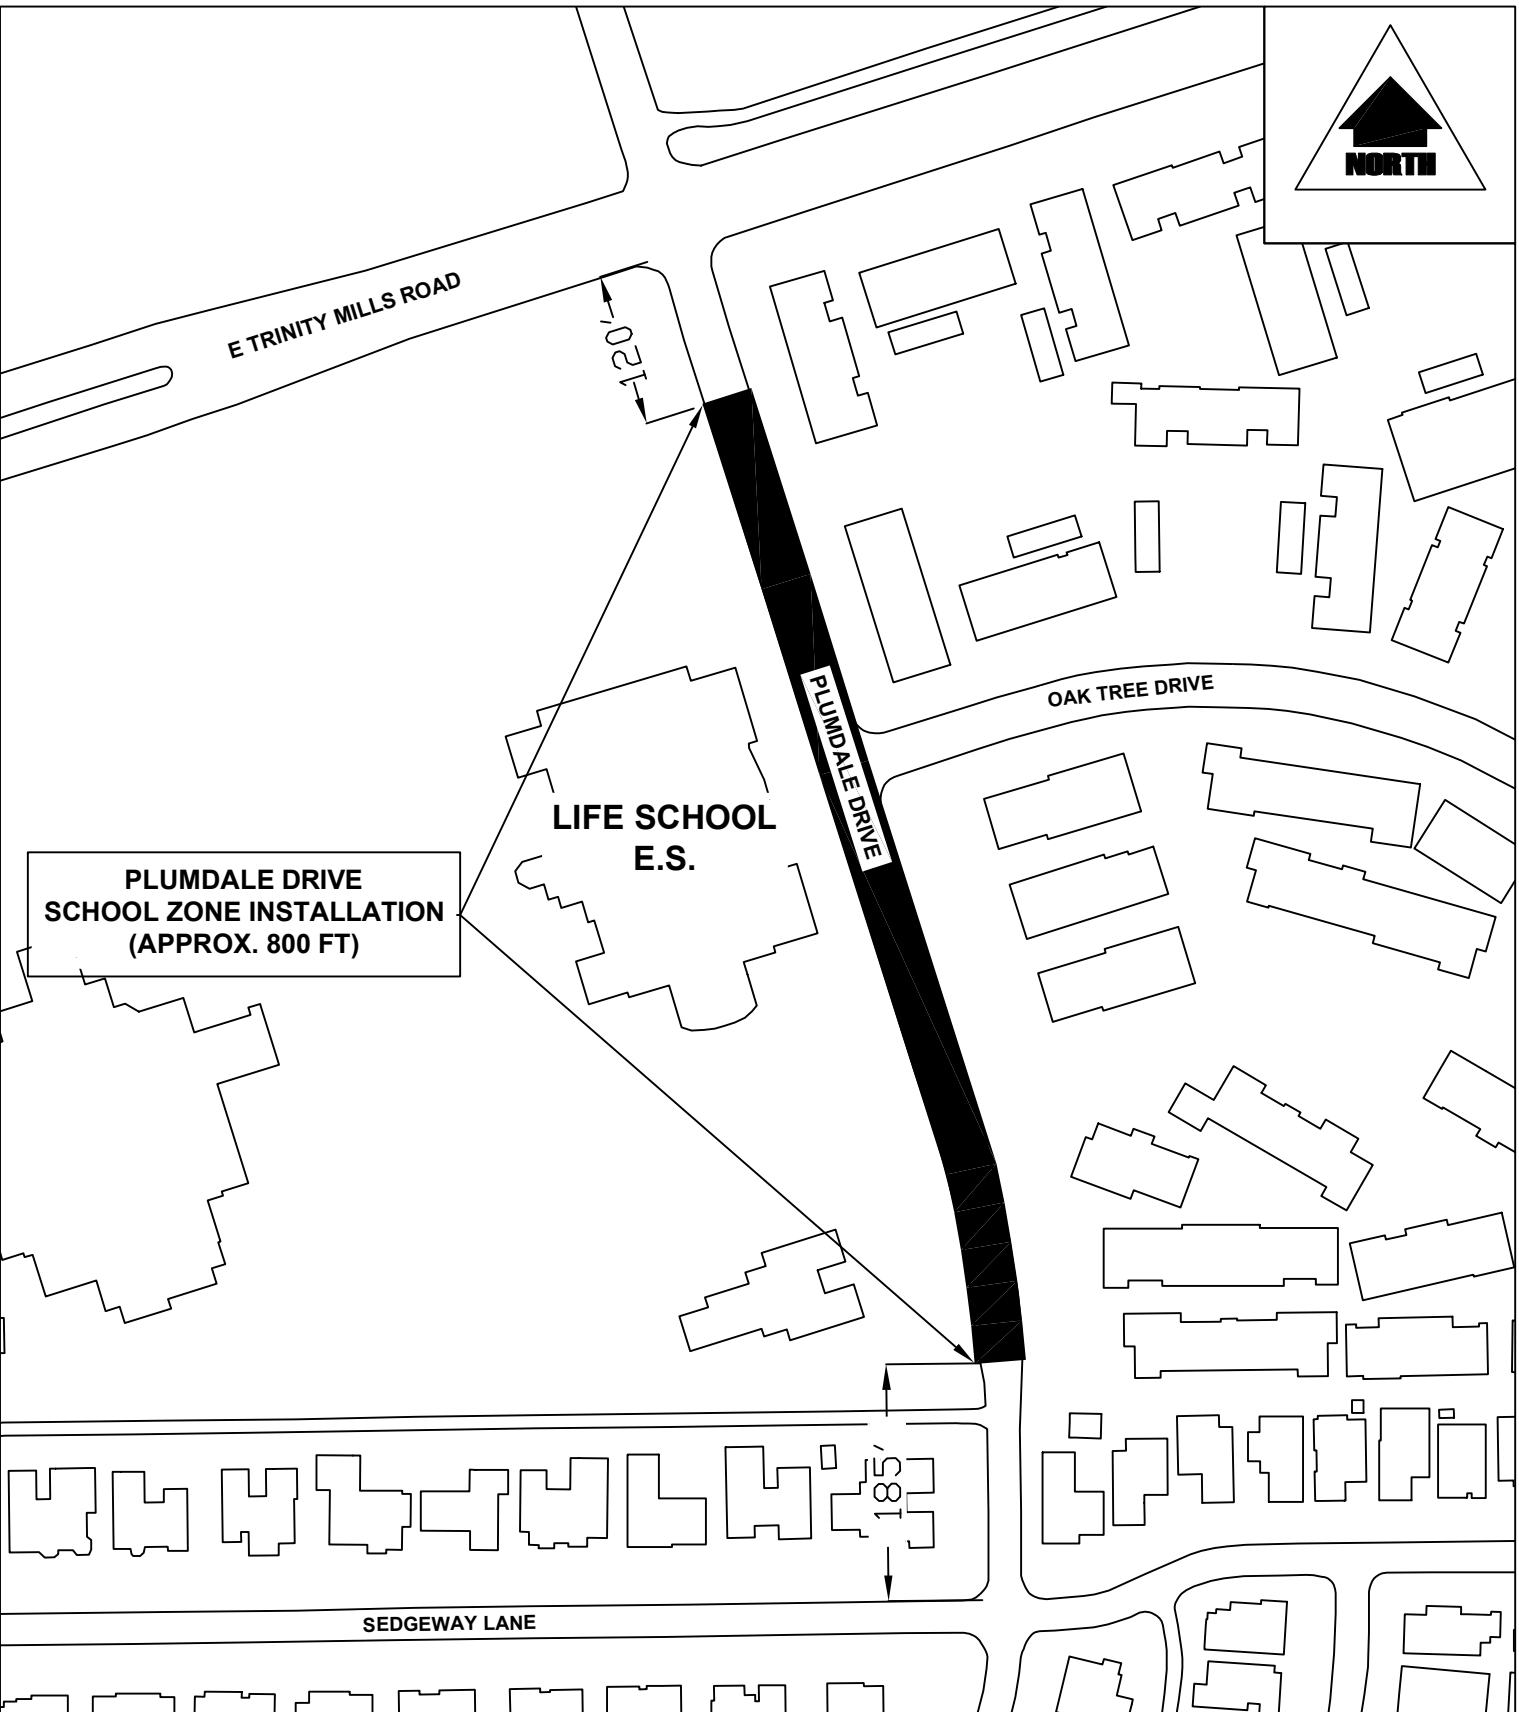 NORTH
E TRINITY MILLS ROAD
120'
OAK TREE DRIVE
PLUMDALE DRIVE
LIFE SCHOOL
E.S.
PLUMDALE DRIVE
SCHOOL ZONE INSTALLATION
(APPROX. 800 FT)
185'
SEDGEWAY LANE